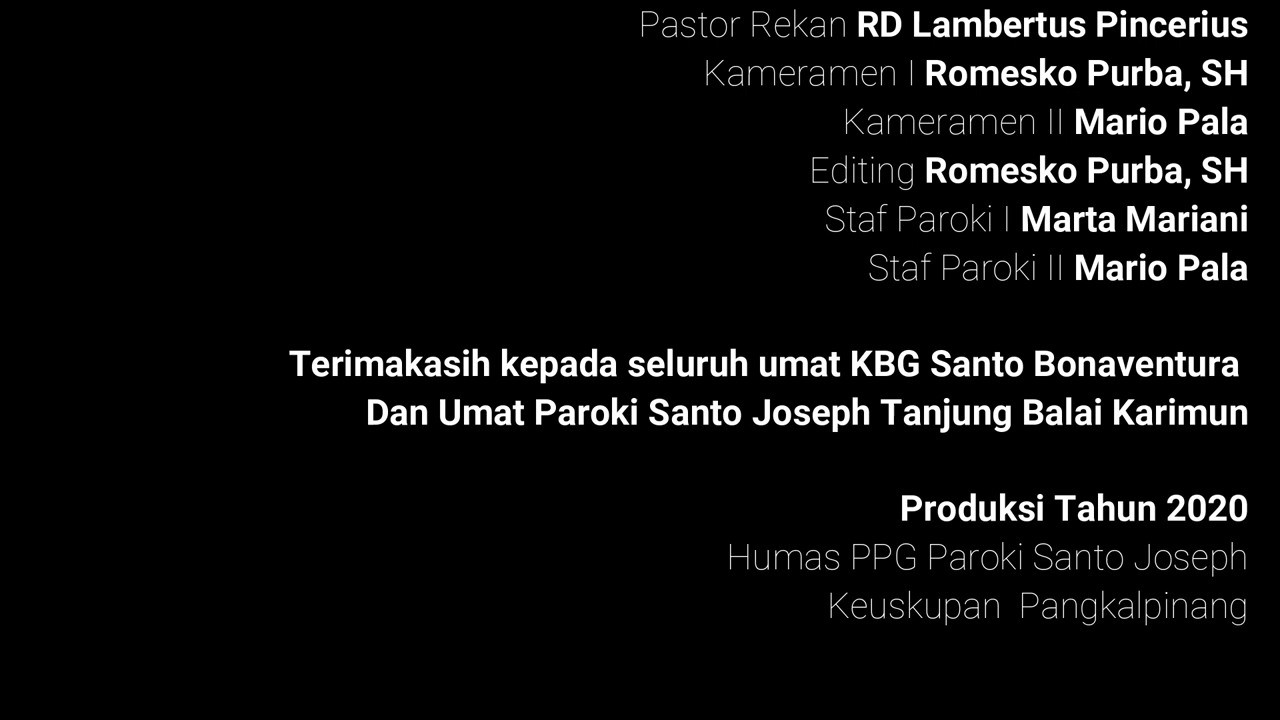 Pastor Rekan RD Lambertus Pincerius
Kameramen I Romesko Purba, SH
Kameramen II Mario Pala
Editing Romesko Purba, SH
Staf Paroki I Marta Mariani
Staf Paroki II Mario Pala
Terimakasih kepada seluruh umat KBG Santo Bonaventura
Dan Umat Paroki Santo Joseph Tanjung Balai Karimun
Produksi Tahun 2020
Humas PPG Paroki Santo Joseph
Keuskupan  Pangkalpinang